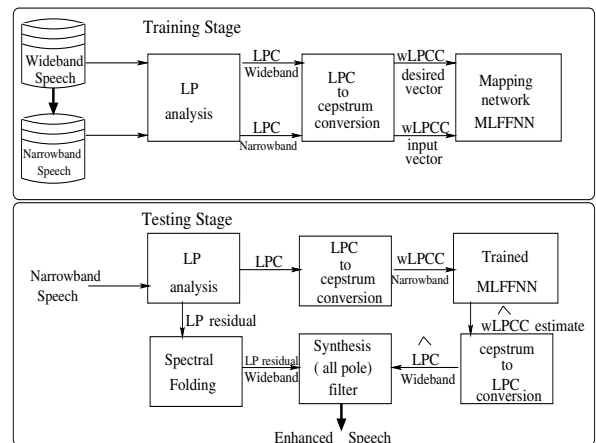 Training Stage
Wideband
Speech
Narrowband
Speech
LP
analysis
LPC
Wideband
LPC
Narrowband
LPC
to
cepstrum
conversion
wLPCC
desired
vector
wLPCC
input
vector
Mapping
network
MLFFNN
Testing Stage
Narrowband
Speech
LP
analysis
LPC
LPC
to
cepstrum
conversion
wLPCC
Narrowband
Trained
MLFFNN
LP residual
wLPCC estimate
Spectral
Folding
LP residual
Wideband
Synthesis
( all pole)
filter
LPC
Wideband
cepstrum
to
LPC
conversion
Enhanced Speech